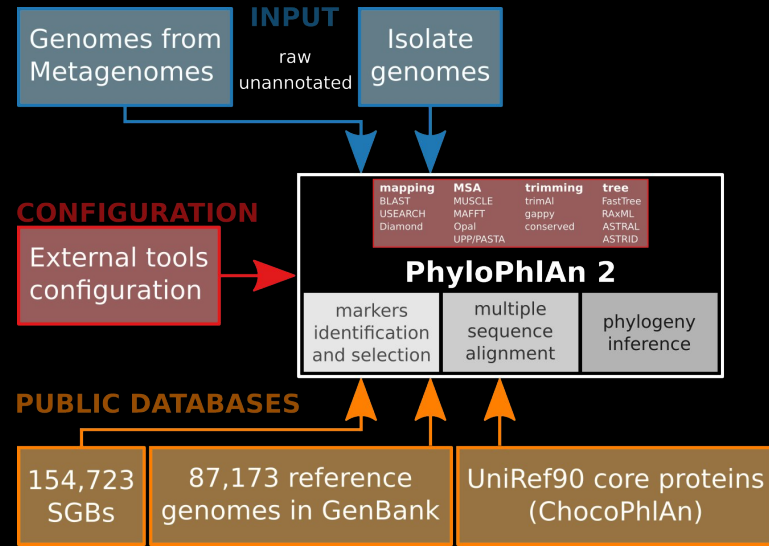 INPUT
Genomes from
Metagenomes
raw
unannotated
Isolate
genomes
CONFIGURATION
External tools
configuration
mapping MSA trimming tree
BLAST MUSCLE trimAl FastTree
USEARCH MAFFT gappy RAxML
Diamond Opal conserved ASTRAL
UPP/PASTA ASTRID
PhyloPhlAn 2
markers
identification
and selection
multiple
sequence
alignment
phylogeny
inference
PUBLIC DATABASES
154,723
SGBs
87,173 reference
genomes in GenBank
UniRef90 core proteins
(ChocoPhlAn)